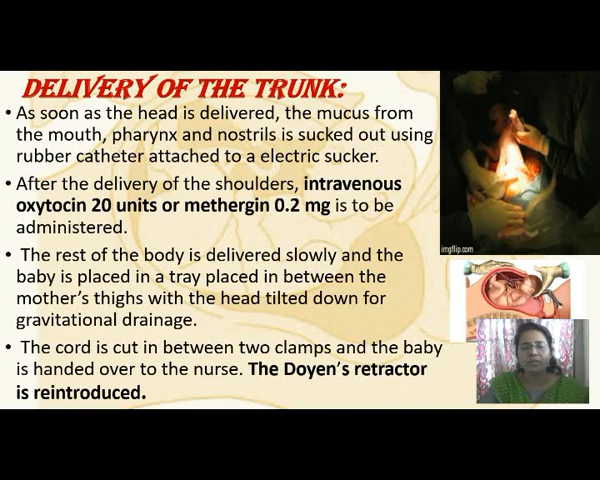 DELIVERY OF THE TRUNK:
• As soon as the head is delivered, the mucus from
the mouth, pharynx and nostrils is sucked out using
rubber catheter attached to a electric sucker.
• After the delivery of the shoulders, intravenous
oxytocin 20 units or methergin 0.2 mg is to be
administered.
• The rest of the body is delivered slowly and the
baby is placed in a tray placed in between the
mother's thighs with the head tilted down for
gravitational drainage.
• The cord is cut in between two clamps and the baby
is handed over to the nurse. The Doyen's retractor
is reintroduced.
imgflip.com